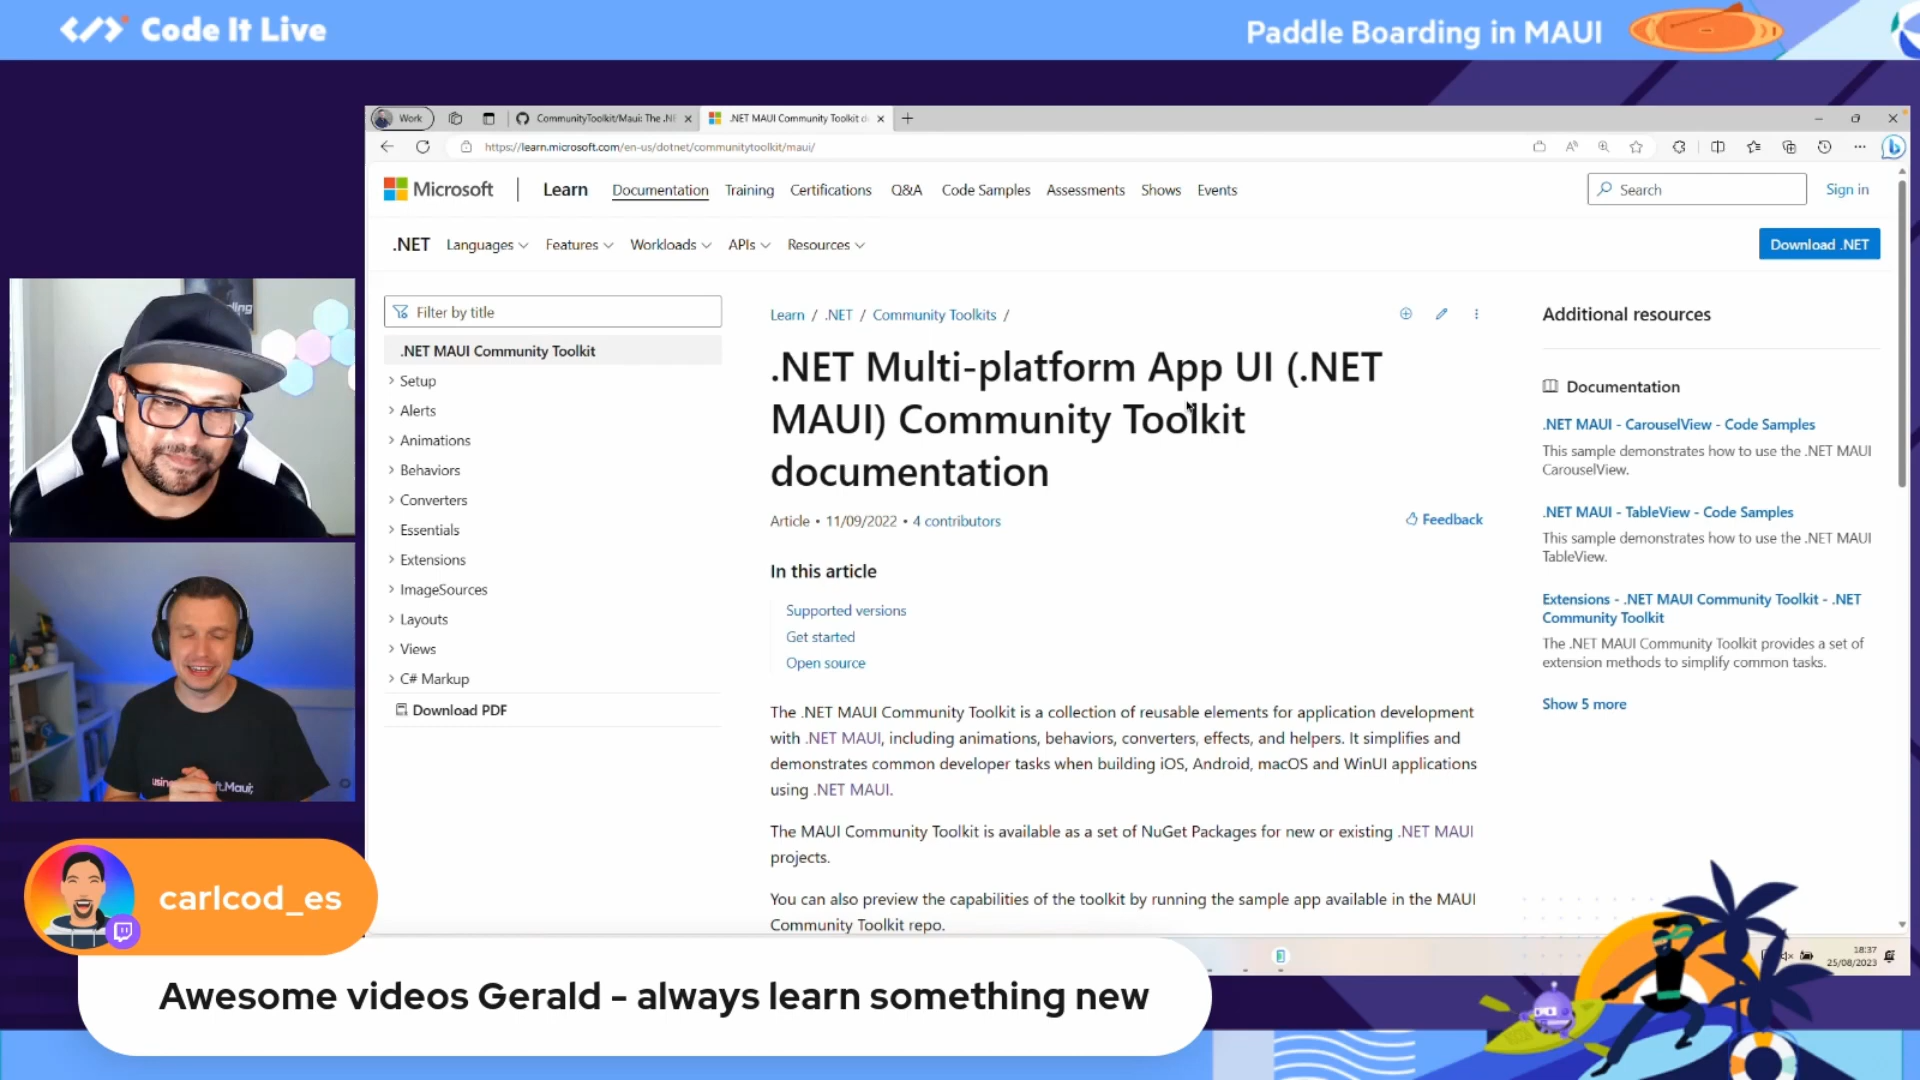 Code It Live
Paddle Boarding in MAUI
Work
CommunityToolkit/Maui: The .NE
.NET MAUI Community Toolkit d
https://learn.microsoft.com/en-us/dotnet/communitytoolkit/maui/
Microsoft
Learn
Documentation
Training
Certifications
Q&A
Code Samples
Assessments
Shows
Events
Search
Sign in
.NET
Languages
Features
Workloads
APIs
Resources
Download .NET
Filter by title
.NET MAUI Community Toolkit
Setup
Alerts
Animations
Behaviors
Converters
Essentials
Extensions
ImageSources
Layouts
Views
C# Markup
Download PDF
Learn / .NET / Community Toolkits /
.NET Multi-platform App UI (.NET
MAUI) Community Toolkit
documentation
Article • 11/09/2022 • 4 contributors
Feedback
In this article
Supported versions
Get started
Open source
The .NET MAUI Community Toolkit is a collection of reusable elements for application development
with .NET MAUI, including animations, behaviors, converters, effects, and helpers. It simplifies and
demonstrates common developer tasks when building iOS, Android, macOS and WinUI applications
using .NET MAUI.
The MAUI Community Toolkit is available as a set of NuGet Packages for new or existing .NET MAUI
projects.
You can also preview the capabilities of the toolkit by running the sample app available in the MAUI
Community Toolkit repo.
Additional resources
Documentation
.NET MAUI - CarouselView - Code Samples
This sample demonstrates how to use the .NET MAUI
CarouselView.
.NET MAUI - TableView - Code Samples
This sample demonstrates how to use the .NET MAUI
TableView.
Extensions - .NET MAUI Community Toolkit - .NET
Community Toolkit
The .NET MAUI Community Toolkit provides a set of
extension methods to simplify common tasks.
Show 5 more
18:37
25/08/2023
carlcod_es
Awesome videos Gerald - always learn something new